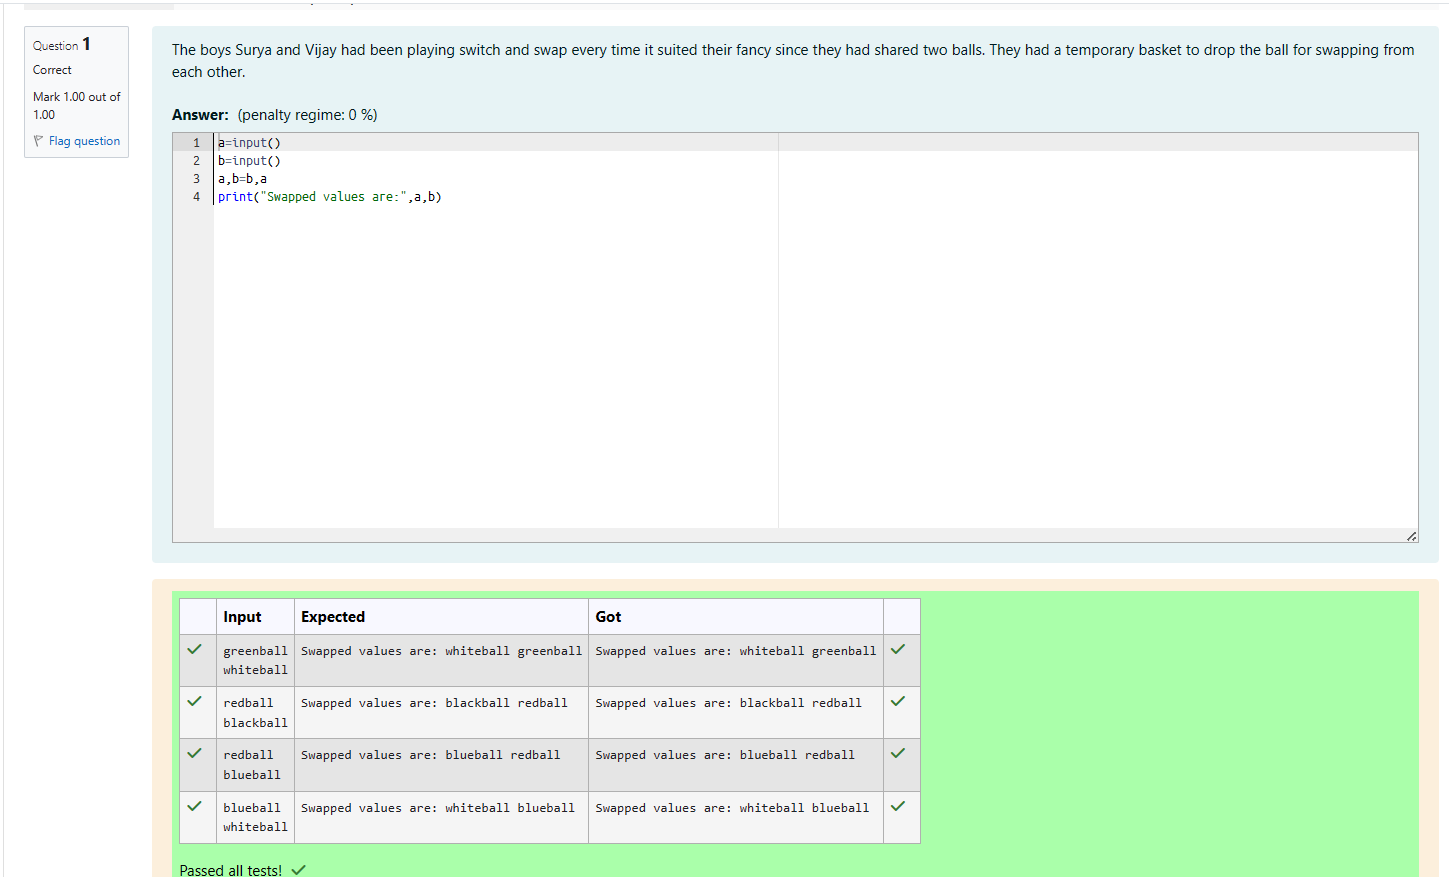 Question 1
Correct
Mark 1.00 out of
1.00
Flag question
The boys Surya and Vijay had been playing switch and swap every time it suited their fancy since they had shared two balls. They had a temporary basket to drop the ball for swapping from
each other.
Answer: (penalty regime: 0 %)
1 a=input()
2 b=input()
3 a,b=b,a
4 print("Swapped values are:",a,b)
Input Expected Got
greenball Swapped values are: whiteball greenball Swapped values are: whiteball greenball
whiteball
redball Swapped values are: blackball redball Swapped values are: blackball redball
blackball
redball Swapped values are: blueball redball Swapped values are: blueball redball
blueball
blueball Swapped values are: whiteball blueball Swapped values are: whiteball blueball
whiteball
Passed all tests!